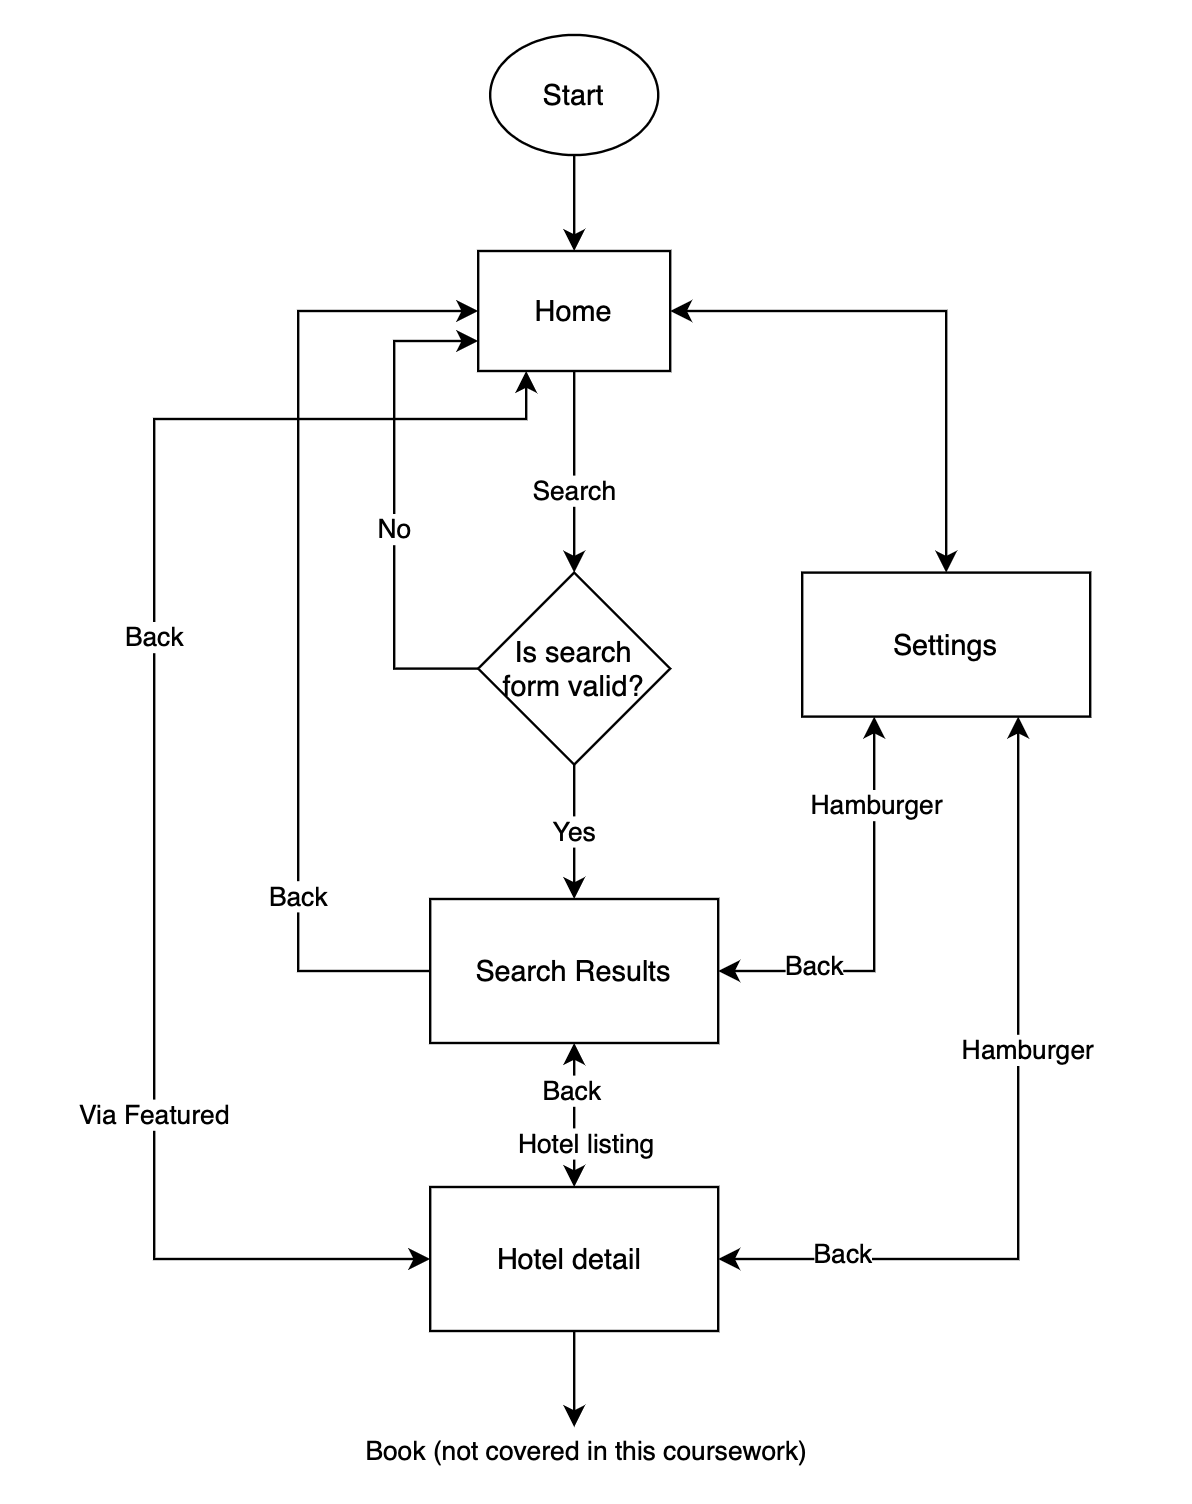 Start
Home
Search
No
Back
Is search
form valid?
Settings
Hamburger
Yes
Back
Search Results
Back
Hamburger
Back
Via Featured
Hotel listing
Hotel detail
Back
Book (not covered in this coursework)